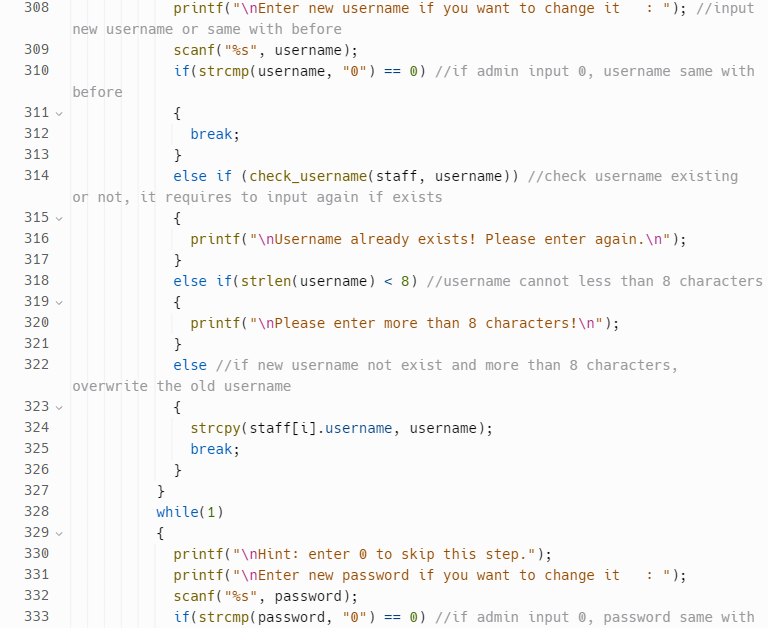 308 printf("\nEnter new username if you want to change it   : "); //input
new username or same with before
309 scanf("%s", username);
310 if(strcmp(username, "0") == 0) //if admin input 0, username same with
before
311 {
312 break;
313 }
314 else if (check_username(staff, username)) //check username existing
or not, it requires to input again if exists
315 {
316 printf("\nUsername already exists! Please enter again.\n");
317 }
318 else if(strlen(username) < 8) //username cannot less than 8 characters
319 {
320 printf("\nPlease enter more than 8 characters!\n");
321 }
322 else //if new username not exist and more than 8 characters,
overwrite the old username
323 {
324 strcpy(staff[i].username, username);
325 break;
326 }
327 }
328 while(1)
329 {
330 printf("\nHint: enter 0 to skip this step.");
331 printf("\nEnter new password if you want to change it   : ");
332 scanf("%s", password);
333 if(strcmp(password, "0") == 0) //if admin input 0, password same with